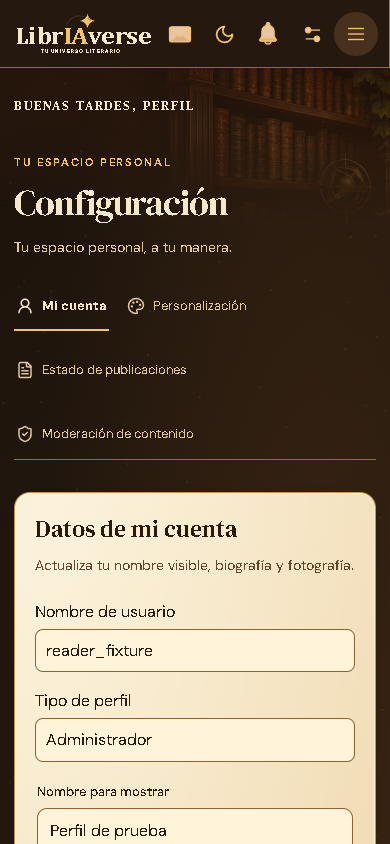 LibrIAverse
TU UNIVERSO LITERARIO
BUENAS TARDES, PERFIL
TU ESPACIO PERSONAL
Configuración
Tu espacio personal, a tu manera.
Mi cuenta
Personalización
Estado de publicaciones
Moderación de contenido
Datos de mi cuenta
Actualiza tu nombre visible, biografía y fotografía.
Nombre de usuario
reader_fixture
Tipo de perfil
Administrador
Nombre para mostrar
Perfil de prueba